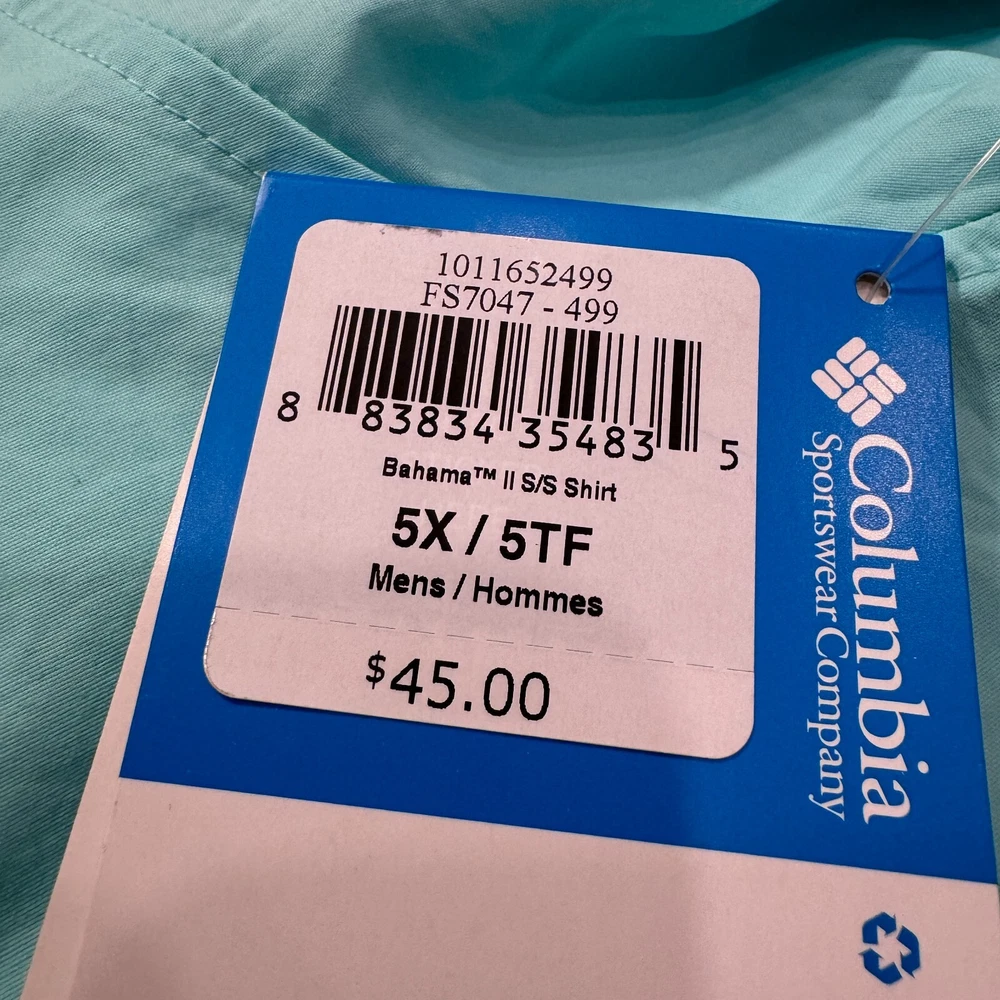 1011652499
FS7047 - 499
8 83834 35483 5
Bahama™ II S/S Shirt
5X / 5TF
Mens / Hommes
$45.00
Columbia
Sportswear Company